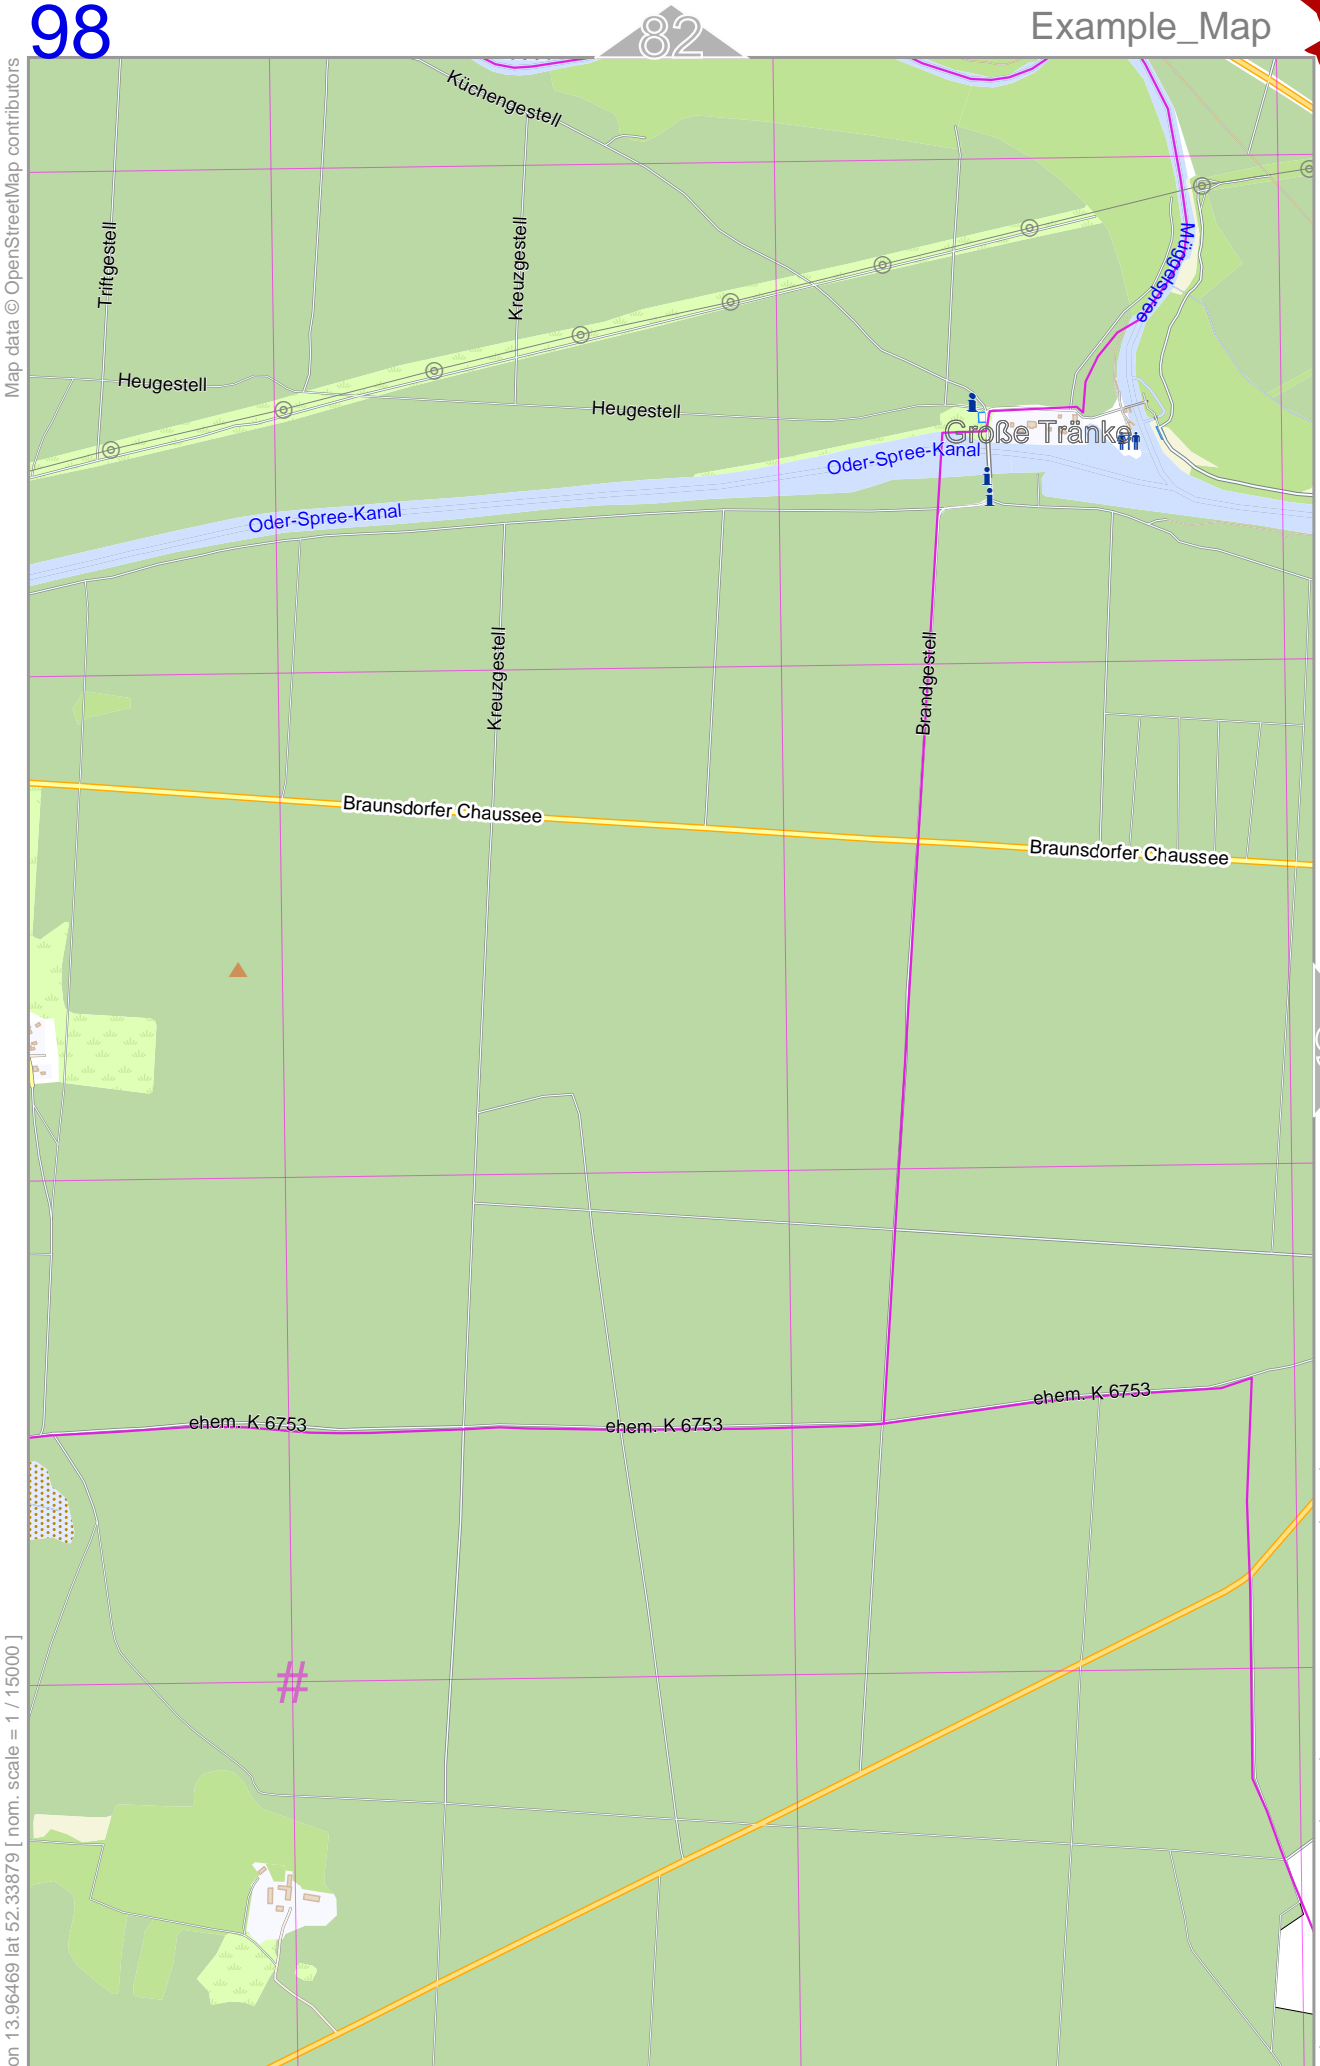 98
82
Example_Map
Map data © OpenStreetMap contributors
Küchengestell
Triftgestell
Kreuzgestell
Müggelspree
Heugestell
Heugestell
Große Tränke
Oder-Spree-Kanal
Oder-Spree-Kanal
Kreuzgestell
Brandgestell
Braunsdorfer Chaussee
Braunsdorfer Chaussee
ehem. K 6753
ehem. K 6753
ehem. K 6753
#
on 13.96469 lat 52.33879 [ nom. scale = 1 / 15000 ]